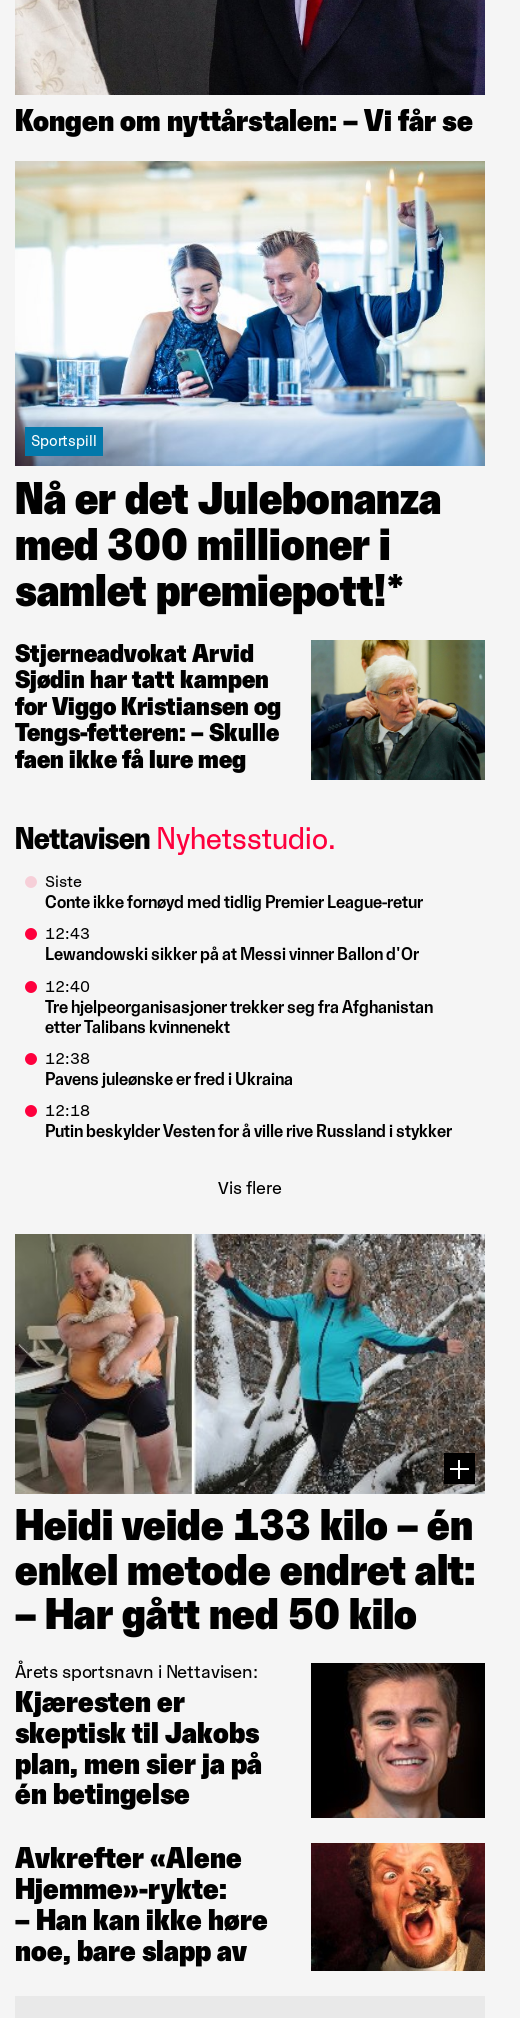 Kongen om nyttårstalen: – Vi får se
Sportspill
Nå er det Julebonanza
med 300 millioner i
samlet premiepott!*
Stjerneadvokat Arvid
Sjødin har tatt kampen
for Viggo Kristiansen og
Tengs-fetteren: – Skulle
faen ikke få lure meg
Nettavisen Nyhetsstudio.
Siste
Conte ikke fornøyd med tidlig Premier League-retur
12:43
Lewandowski sikker på at Messi vinner Ballon d'Or
12:40
Tre hjelpeorganisasjoner trekker seg fra Afghanistan
etter Talibans kvinnenekt
12:38
Pavens juleønske er fred i Ukraina
12:18
Putin beskylder Vesten for å ville rive Russland i stykker
Vis flere
Heidi veide 133 kilo – én
enkel metode endret alt:
– Har gått ned 50 kilo
Årets sportsnavn i Nettavisen:
Kjæresten er
skeptisk til Jakobs
plan, men sier ja på
én betingelse
Avkrefter «Alene
Hjemme»-rykte:
– Han kan ikke høre
noe, bare slapp av